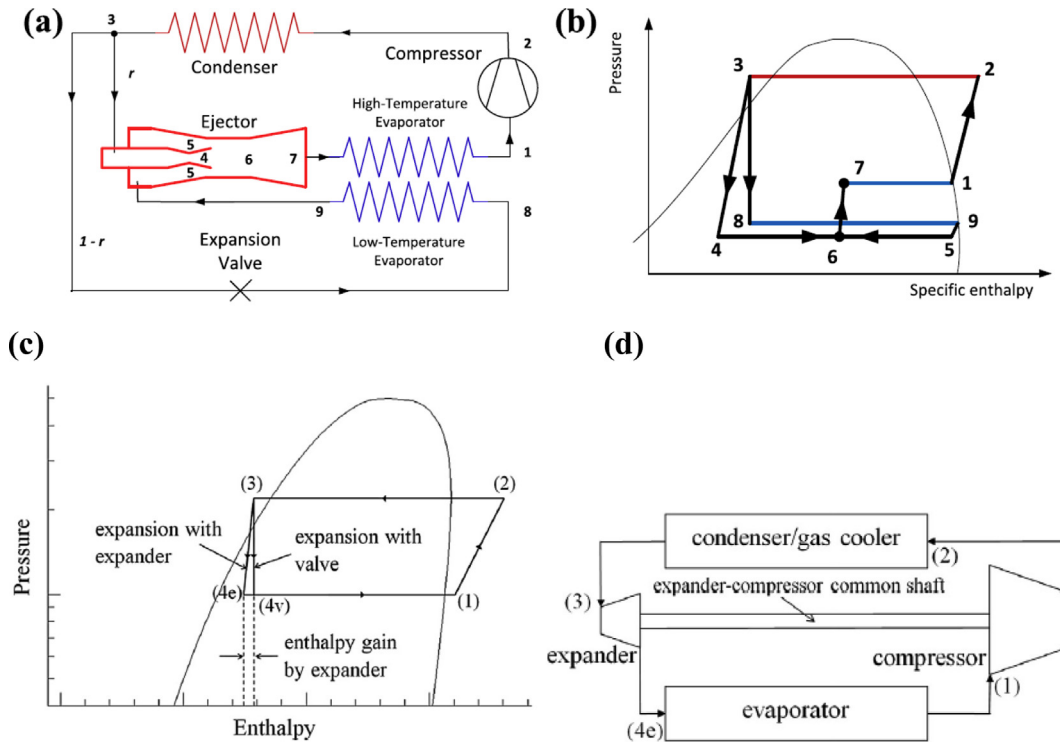 (a)
3
2
Compressor
Condenser
r
High-Temperature
Evaporator
Ejector
5
4
6
7
5
1
9
8
1 - r
Expansion
Valve
Low-Temperature
Evaporator
(b)
Pressure
3
2
7
1
8
9
4
6
5
Specific enthalpy
(c)
Pressure
(3)
(2)
expansion with
expander
expansion with
valve
(4e)
(4v)
(1)
enthalpy gain
by expander
Enthalpy
(d)
condenser/gas cooler
(2)
expander-compressor common shaft
(3)
expander
compressor
(1)
evaporator
(4e)